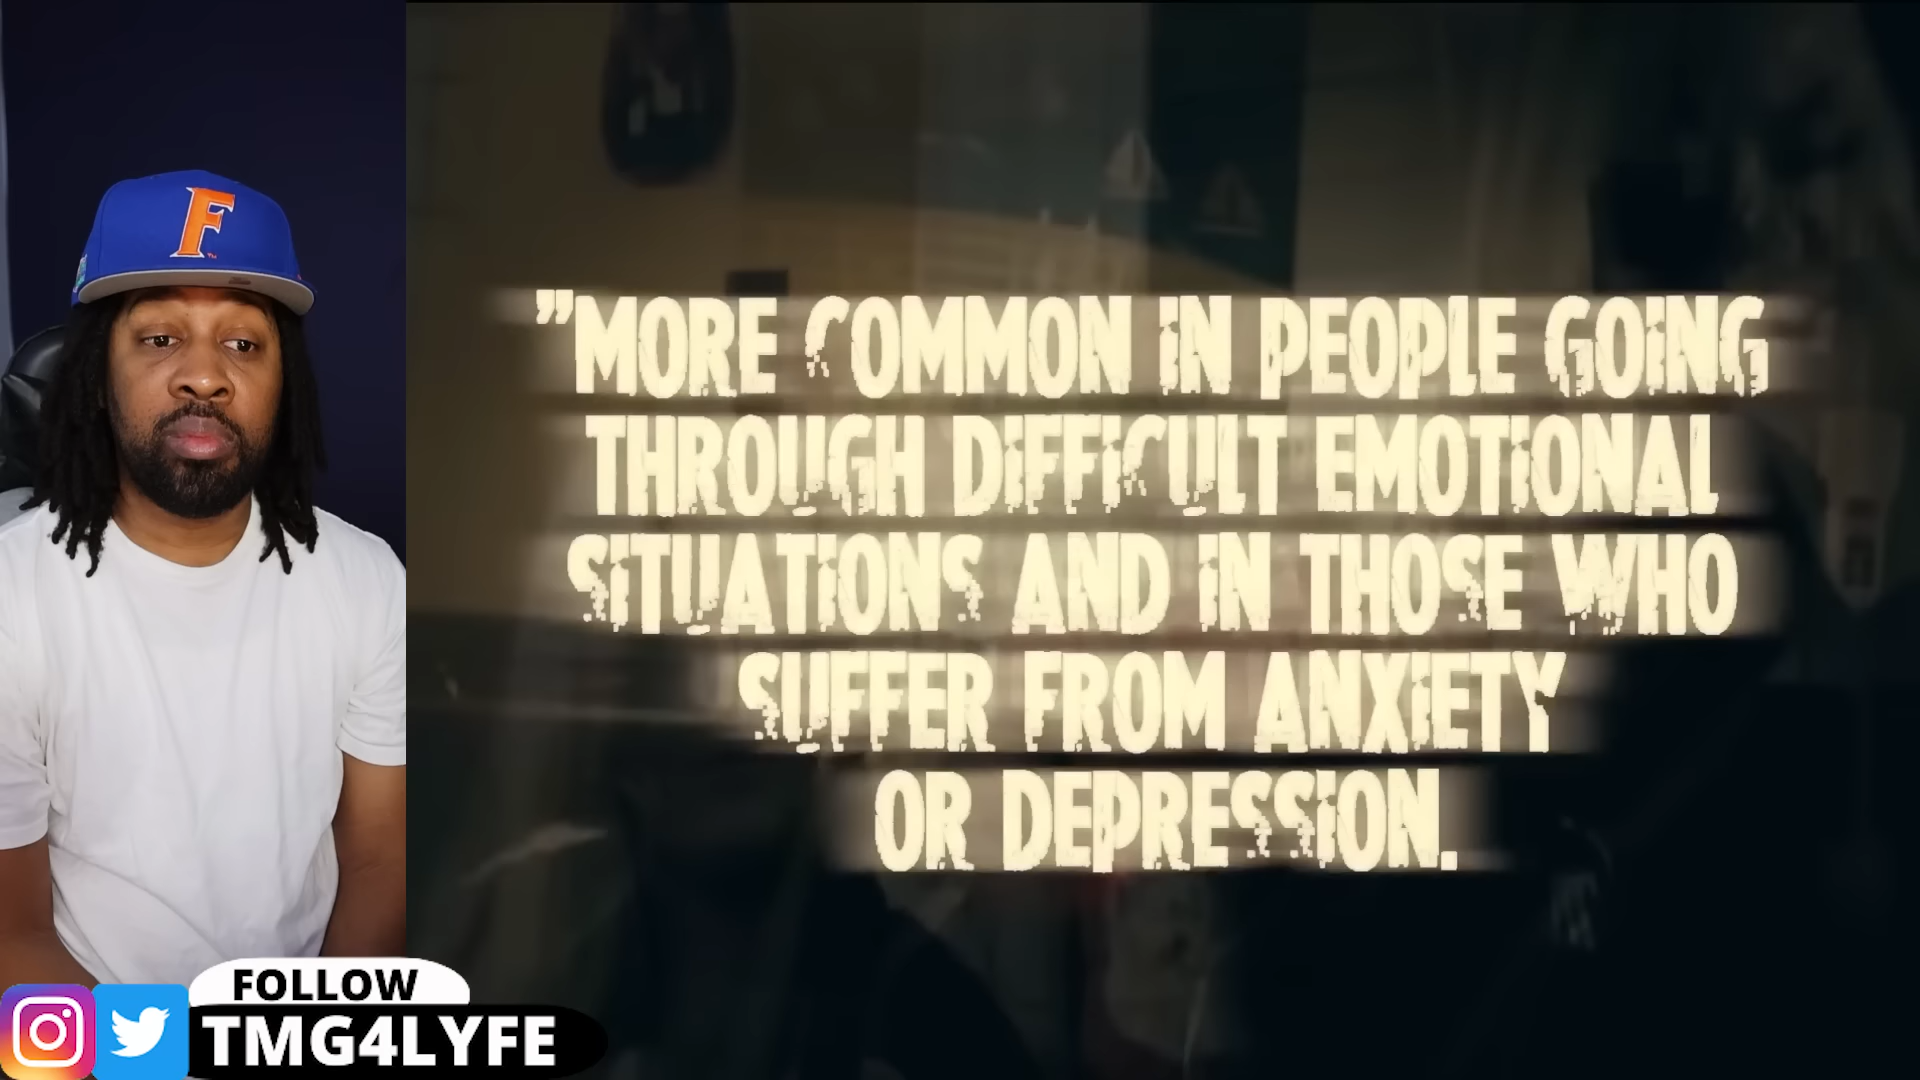 F
”MORE COMMON IN PEOPLE GOING
THROUGH DIFFICULT EMOTIONAL
SITUATIONS AND IN THOSE WHO
SUFFER FROM ANXIETY
OR DEPRESSION.
FOLLOW
TMG4LYFE